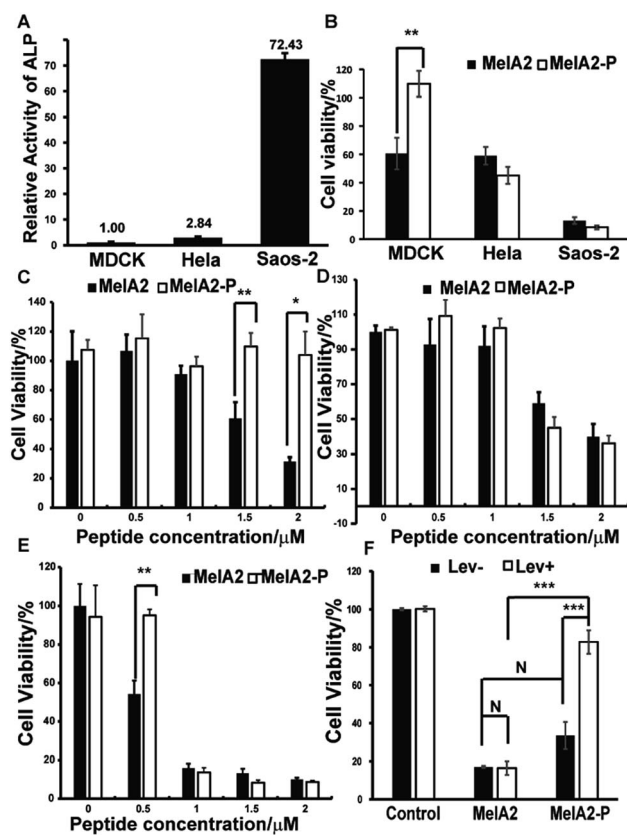 A
Relative Activity of ALP
70
60
50
40
30
20
10
0
1.00
2.84
72.43
MDCK Hela Saos-2
B
MelA2 MelA2-P
**
Cell viability/%
120
100
80
60
40
20
0
MDCK Hela Saos-2
C
MelA2 MelA2-P
** *
Cell Viability/%
140
120
100
80
60
40
20
0
0 0.5 1 1.5 2
Peptide concentration/μM
D
MelA2 MelA2-P
Cell Viability/%
110
90
70
50
30
10
-10
0 0.5 1 1.5 2
Peptide concentration/μM
E
MelA2 MelA2-P
**
Cell Viability/%
120
100
80
60
40
20
0
0 0.5 1 1.5 2
Peptide concentration/μM
F
Lev- Lev+
***
***
N
N
Cell Viability/%
120
100
80
60
40
20
0
Control MelA2 MelA2-P